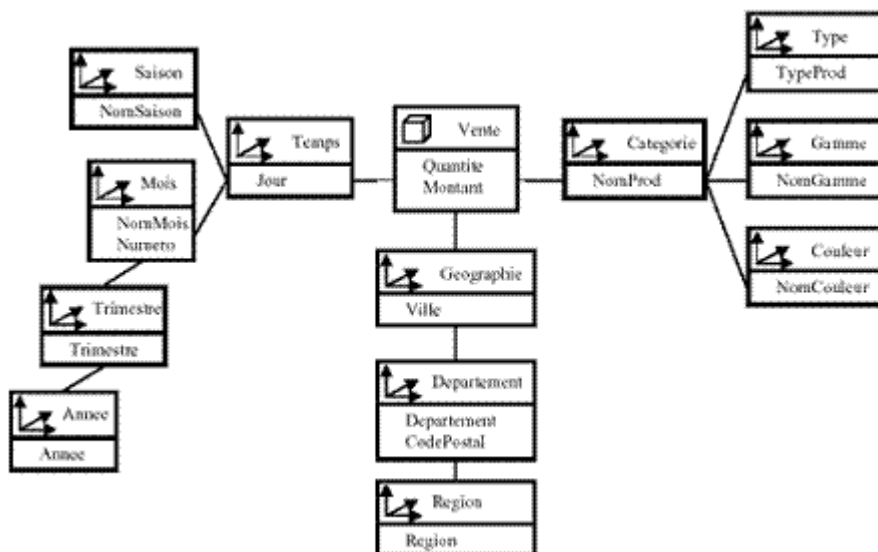 Saison
NomSaison
Temps
Jour
Mois
NomMois
Numero
Trimestre
Trimestre
Annee
Annee
Vente
Quantite
Montant
Geographie
Ville
Departement
Departement
CodePostal
Region
Region
Categorie
NomProd
Type
TypeProd
Gamme
NomGamme
Couleur
NomCouleur